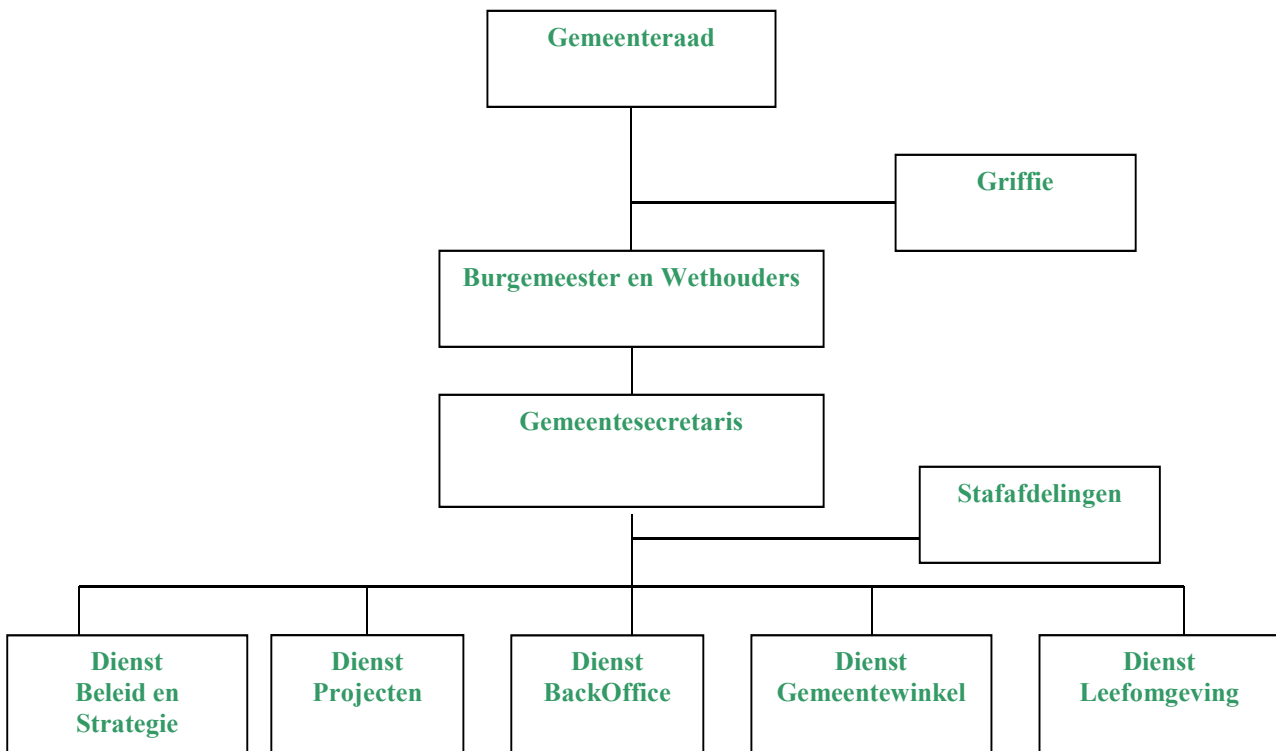 Gemeenteraad
Griffie
Burgemeester en Wethouders
Gemeentesecretaris
Stafafdelingen
Dienst
Beleid en
Strategie
Dienst
Projecten
Dienst
BackOffice
Dienst
Gemeentewinkel
Dienst
Leefomgeving